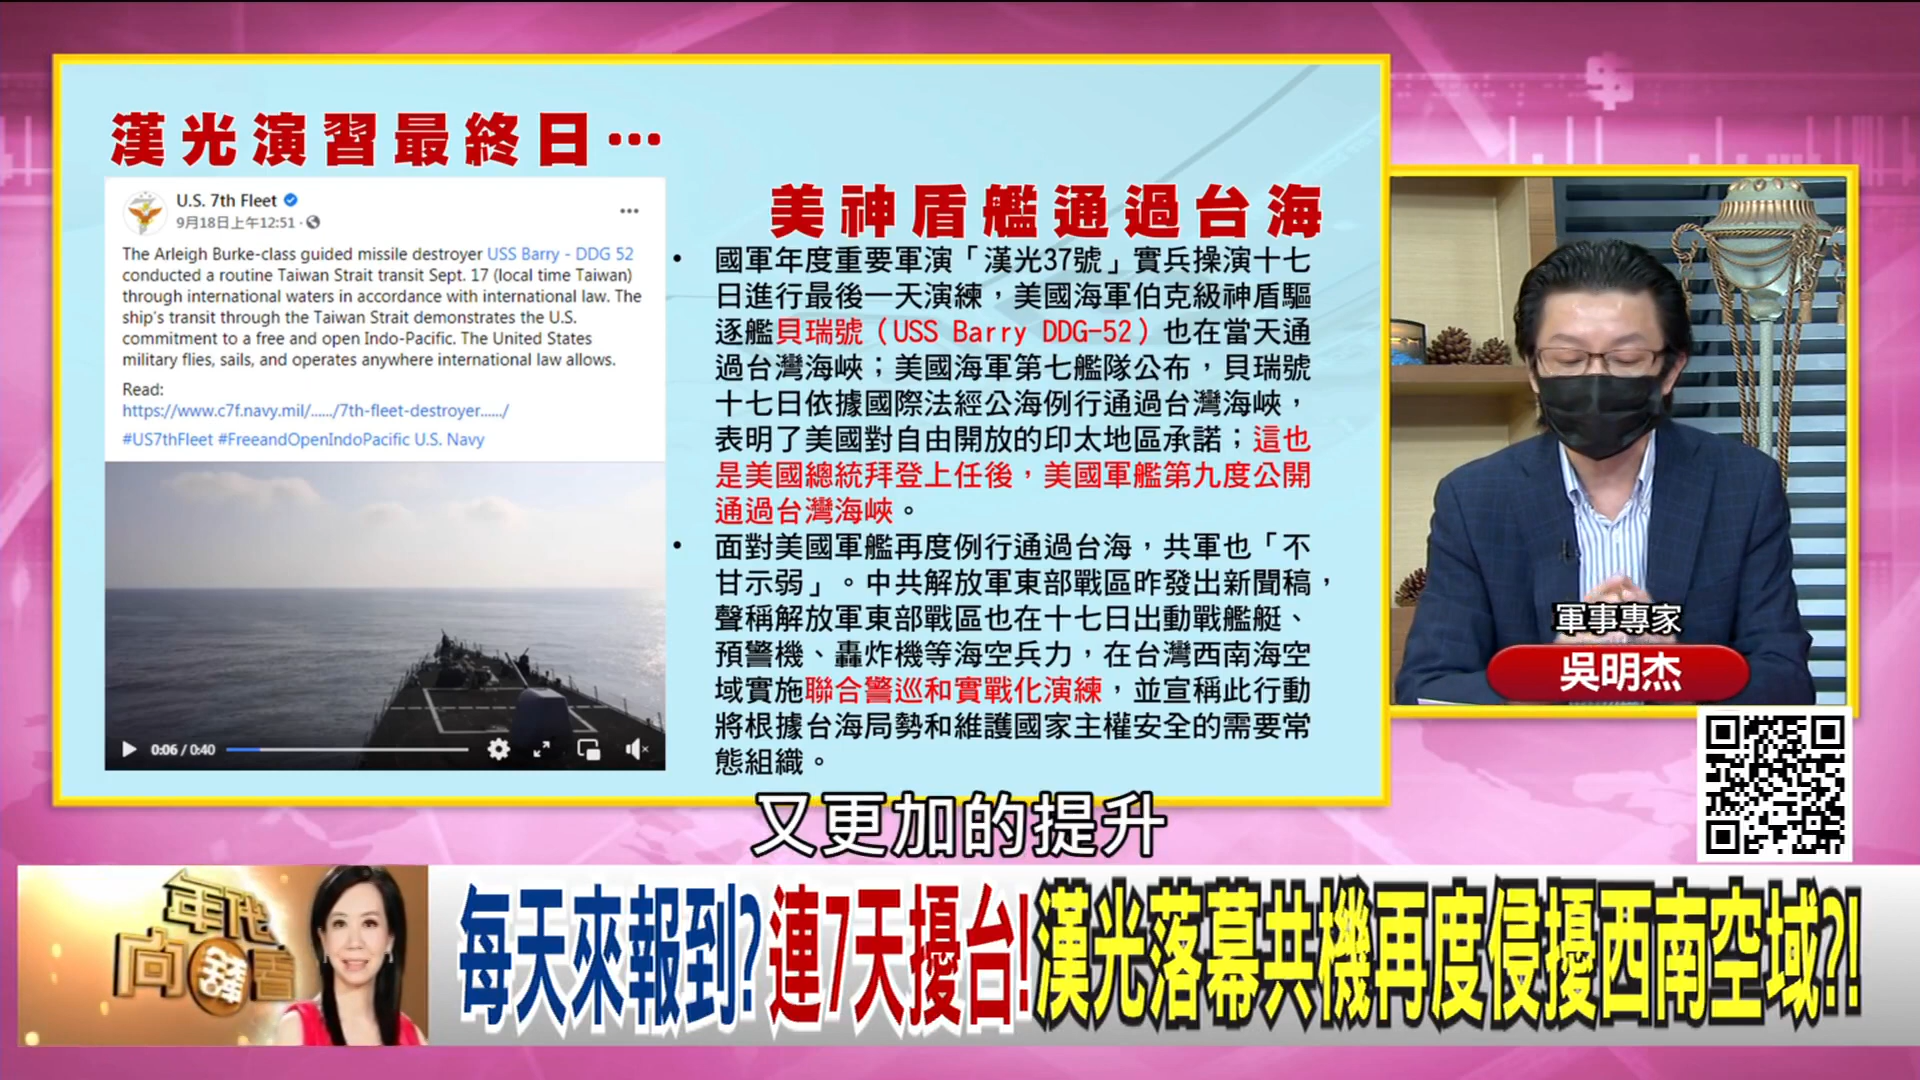 漢光演習最終日…
U.S. 7th Fleet
9月18日上午12:51 ·
The Arleigh Burke-class guided missile destroyer USS Barry - DDG 52
conducted a routine Taiwan Strait transit Sept. 17 (local time Taiwan)
through international waters in accordance with international law. The
ship's transit through the Taiwan Strait demonstrates the U.S.
commitment to a free and open Indo-Pacific. The United States
military flies, sails, and operates anywhere international law allows.
Read:
https://www.c7f.navy.mil/....../7th-fleet-destroyer....../
#US7thFleet #FreeandOpenIndoPacific U.S. Navy
0:06 / 0:40
美神盾艦通過台海
• 國軍年度重要軍演「漢光37號」實兵操演十七
日進行最後一天演練，美國海軍伯克級神盾驅
逐艦貝瑞號（USS Barry DDG-52）也在當天通
過台灣海峽；美國海軍第七艦隊公布，貝瑞號
十七日依據國際法經公海例行通過台灣海峽，
表明了美國對自由開放的印太地區承諾；這也
是美國總統拜登上任後，美國軍艦第九度公開
通過台灣海峽。
• 面對美國軍艦再度例行通過台海，共軍也「不
甘示弱」。中共解放軍東部戰區昨發出新聞稿，
聲稱解放軍東部戰區也在十七日出動戰艦艇、
預警機、轟炸機等海空兵力，在台灣西南海空
域實施聯合警巡和實戰化演練，並宣稱此行動
將根據台海局勢和維護國家主權安全的需要常
態組織。
軍事專家
吳明杰
又更加的提升
年代向錢看
每天來報到?連7天擾台!漢光落幕共機再度侵擾西南空域?!